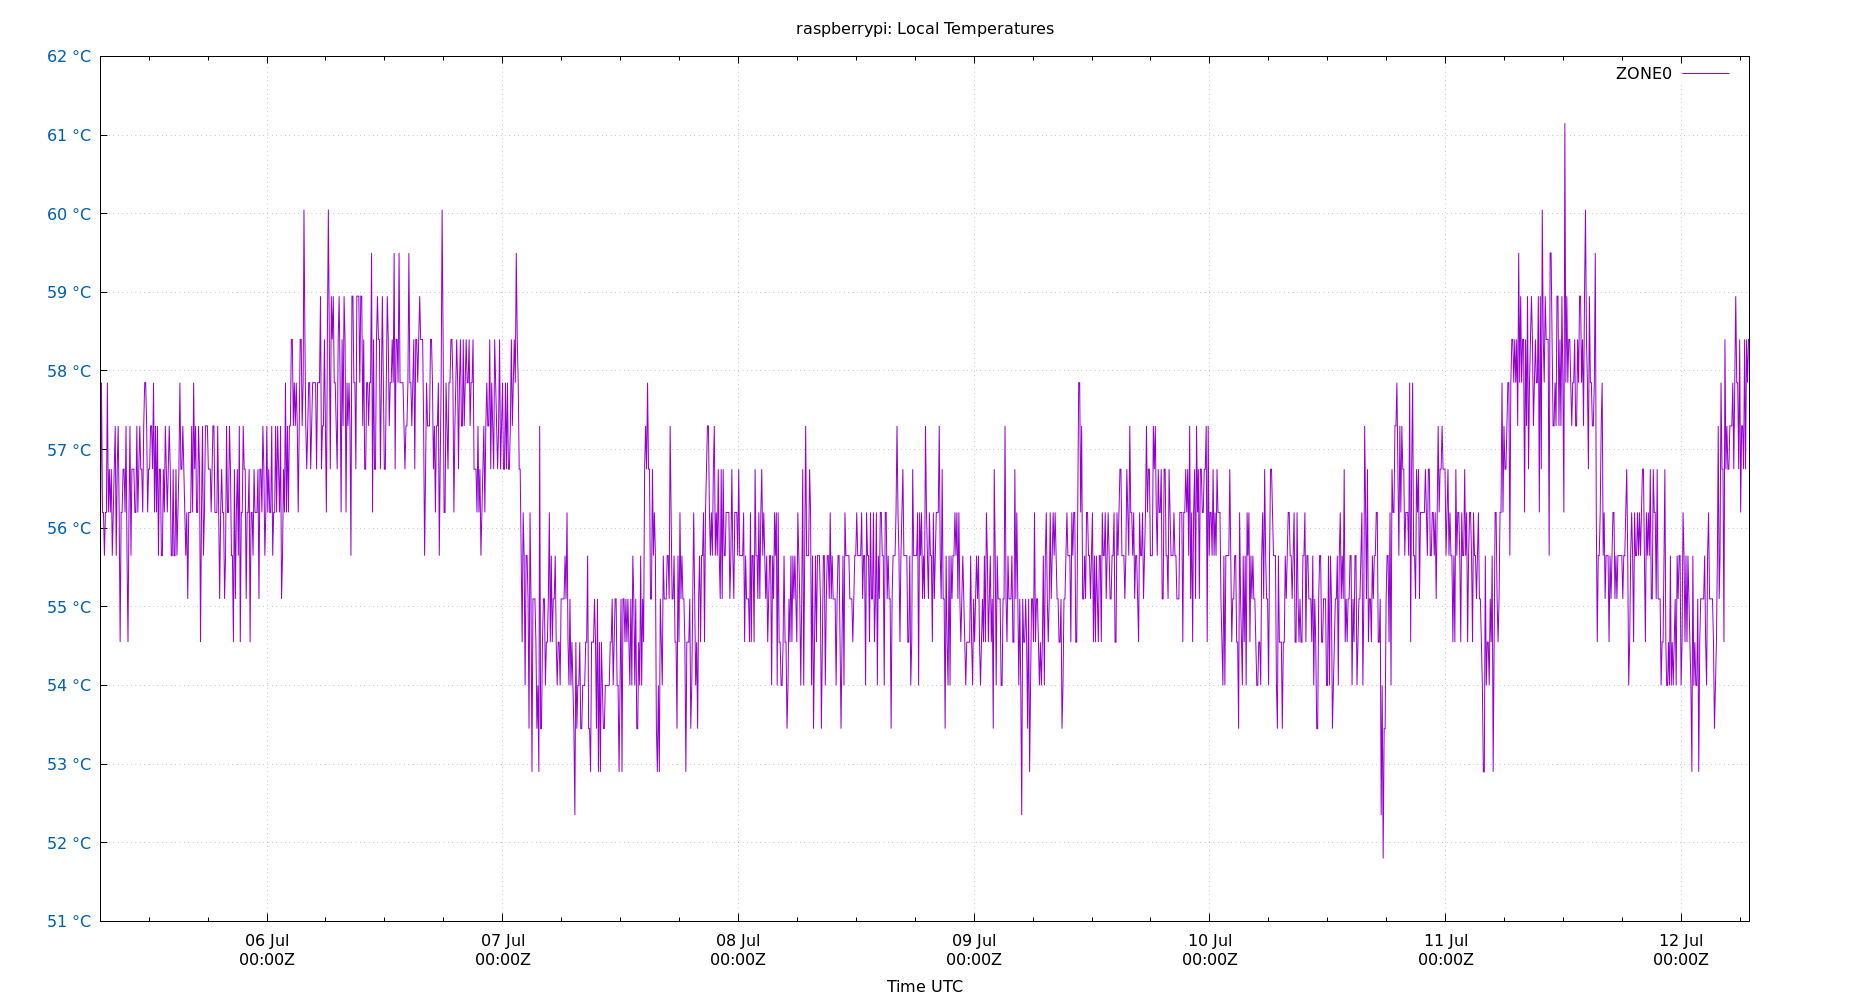 raspberrypi: Local Temperatures
ZONE0
62 °C
61 °C
60 °C
59 °C
58 °C
57 °C
56 °C
55 °C
54 °C
53 °C
52 °C
51 °C
06 Jul 07 Jul 08 Jul 09 Jul 10 Jul 11 Jul 12 Jul
00:00Z 00:00Z 00:00Z 00:00Z 00:00Z 00:00Z 00:00Z
Time UTC